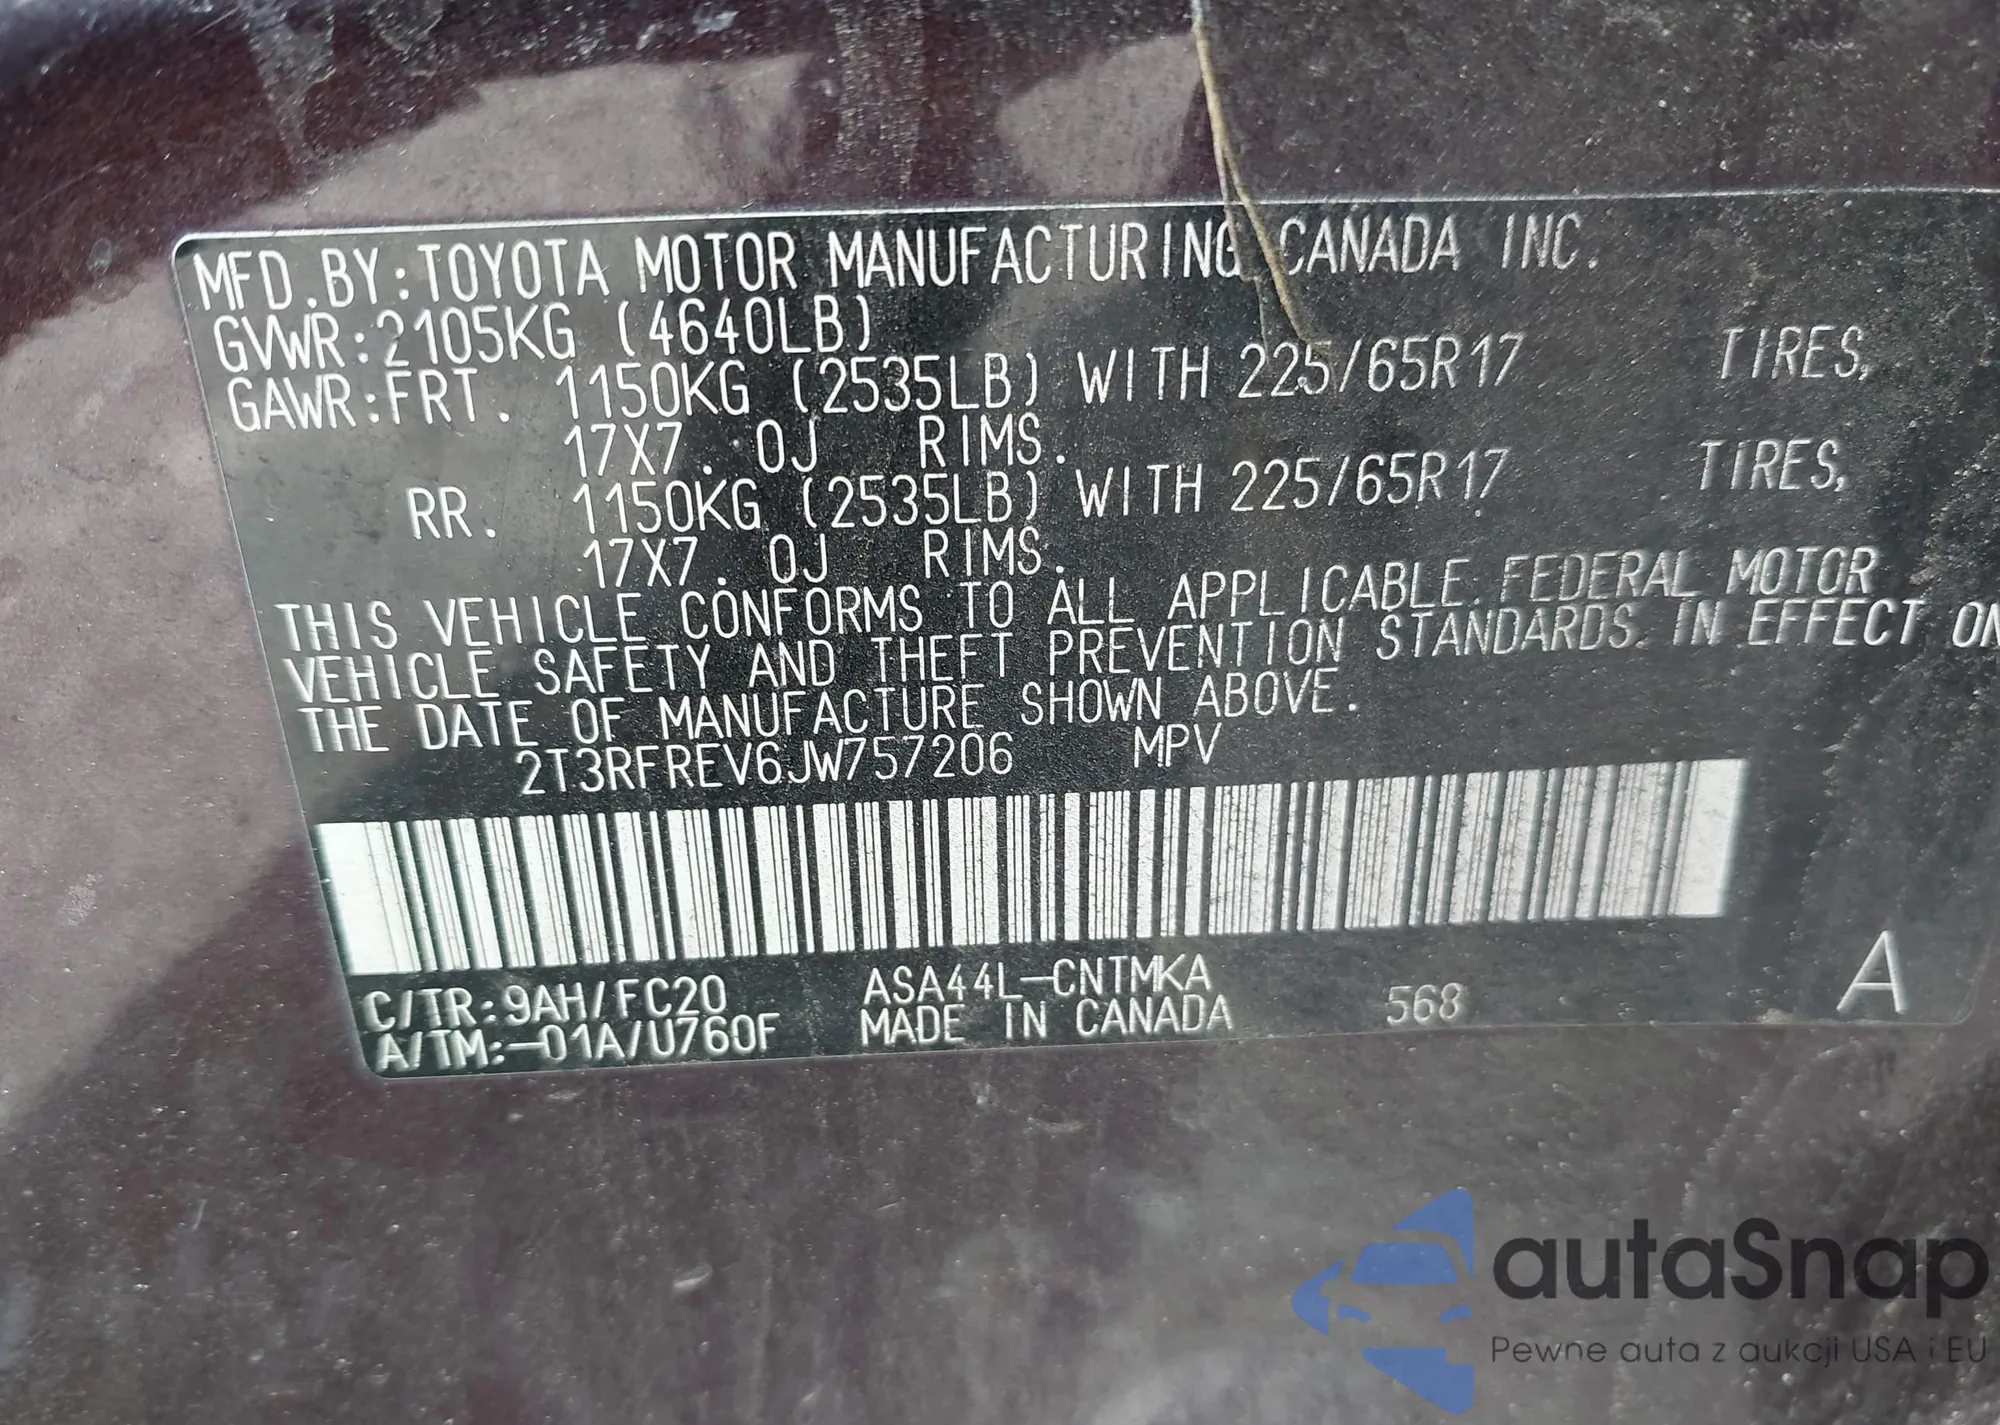 MFD.BY:TOYOTA MOTOR MANUFACTURING CANADA INC.
GVWR:2105KG (4640LB)
GAWR:FRT. 1150KG (2535LB) WITH 225/65R17 TIRES,
17X7.0J RIMS.
RR. 1150KG (2535LB) WITH 225/65R17 TIRES,
17X7.0J RIMS.
THIS VEHICLE CONFORMS TO ALL APPLICABLE FEDERAL MOTOR
VEHICLE SAFETY AND THEFT PREVENTION STANDARDS IN EFFECT ON
THE DATE OF MANUFACTURE SHOWN ABOVE.
2T3RFREV6JW757206 MPV
C/TR:9AH/FC20 ASA44L-CNTMKA 568 A
A/TM:-01A/U760F MADE IN CANADA
autaSnap
Pewne auta z aukcji USA i EU